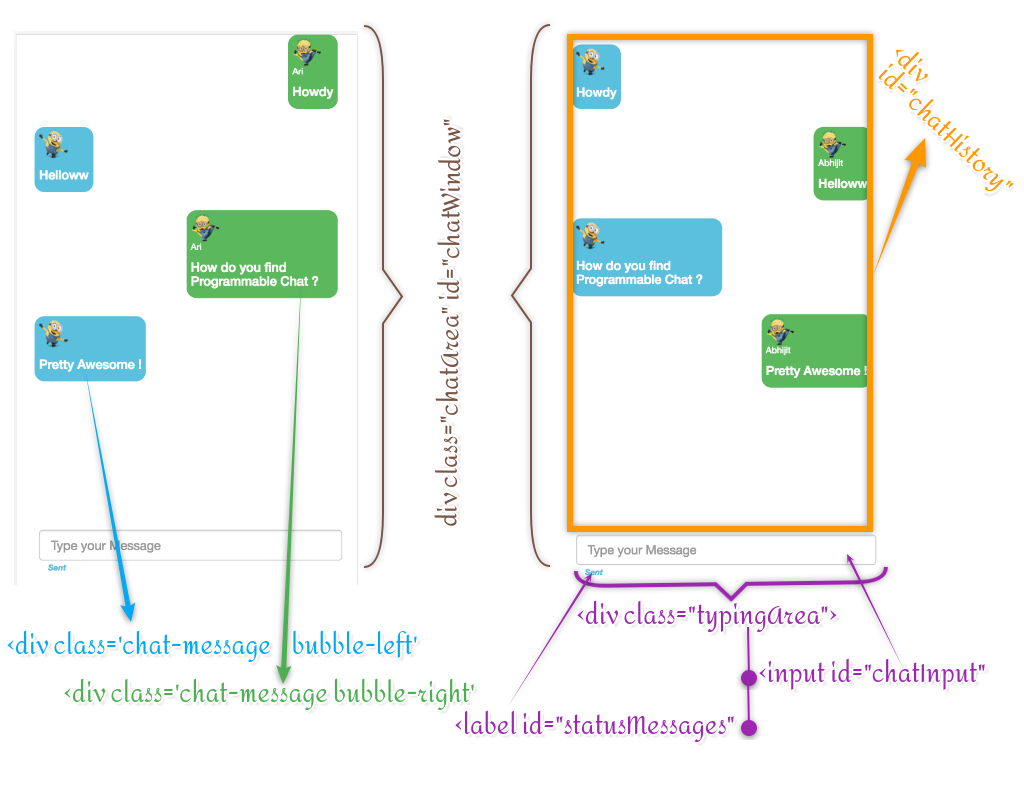 Ari
Howdy
Helloww
Ari
How do you find
Programmable Chat ?
Pretty Awesome !
Type your Message
Sent
<div class='chat-message bubble-left'
<div class='chat-message bubble-right'
div class="chatArea" id="chatWindow"
Howdy
Abhijit
Helloww
How do you find
Programmable Chat ?
Abhijit
Pretty Awesome !
Type your Message
Sent
<div
id="chatHistory"
<div class="typingArea">
<input id="chatInput"
<label id="statusMessages"